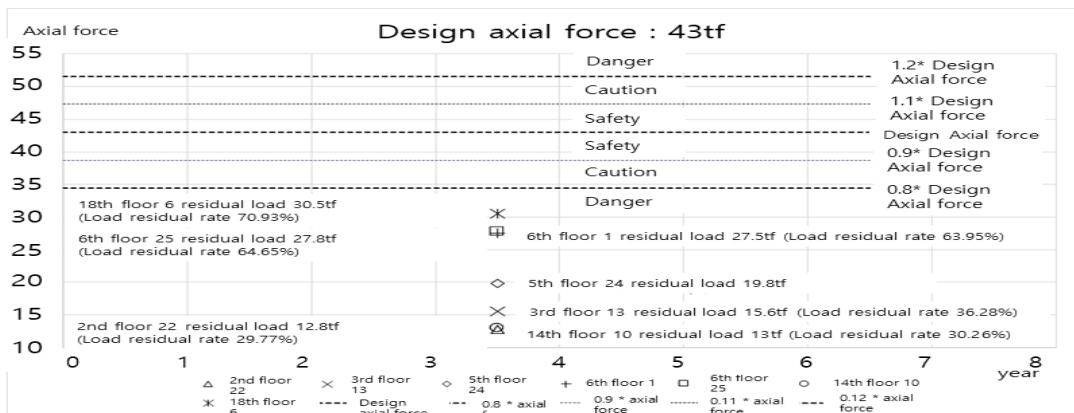 Axial force
Design axial force : 43tf
55
50
45
40
35
30
25
20
15
10
Danger
Caution
Safety
Safety
Caution
Danger
1.2* Design
Axial force
1.1* Design
Axial force
Design Axial force
0.9* Design
Axial force
0.8* Design
Axial force
18th floor 6 residual load 30.5tf
(Load residual rate 70.93%)
6th floor 25 residual load 27.8tf
(Load residual rate 64.65%)
6th floor 1 residual load 27.5tf (Load residual rate 63.95%)
5th floor 24 residual load 19.8tf
3rd floor 13 residual load 15.6tf (Load residual rate 36.28%)
2nd floor 22 residual load 12.8tf
(Load residual rate 29.77%)
14th floor 10 residual load 13tf (Load residual rate 30.26%)
0 1 2 3 4 5 6 7 8
year
2nd floor
22
3rd floor
13
5th floor
24
6th floor 1
6th floor
25
14th floor 10
18th floor
6
Design
axial force
0.8 * axial
0.9 * axial
force
0.11 * axial
force
0.12 * axial
force